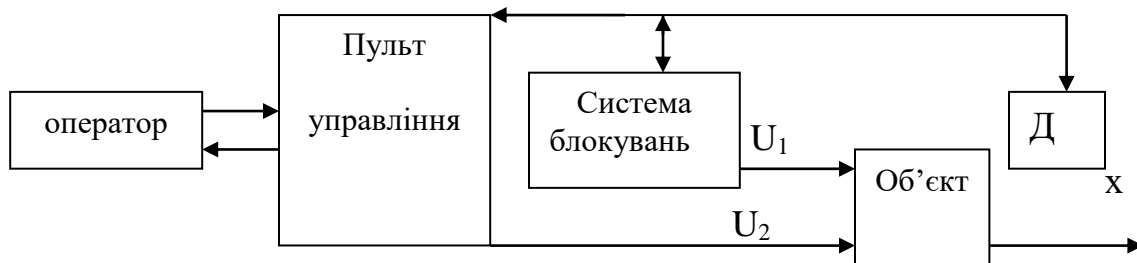 Пульт
управління
оператор
Система
блокувань
U₁
U₂
Об’єкт
Д
x